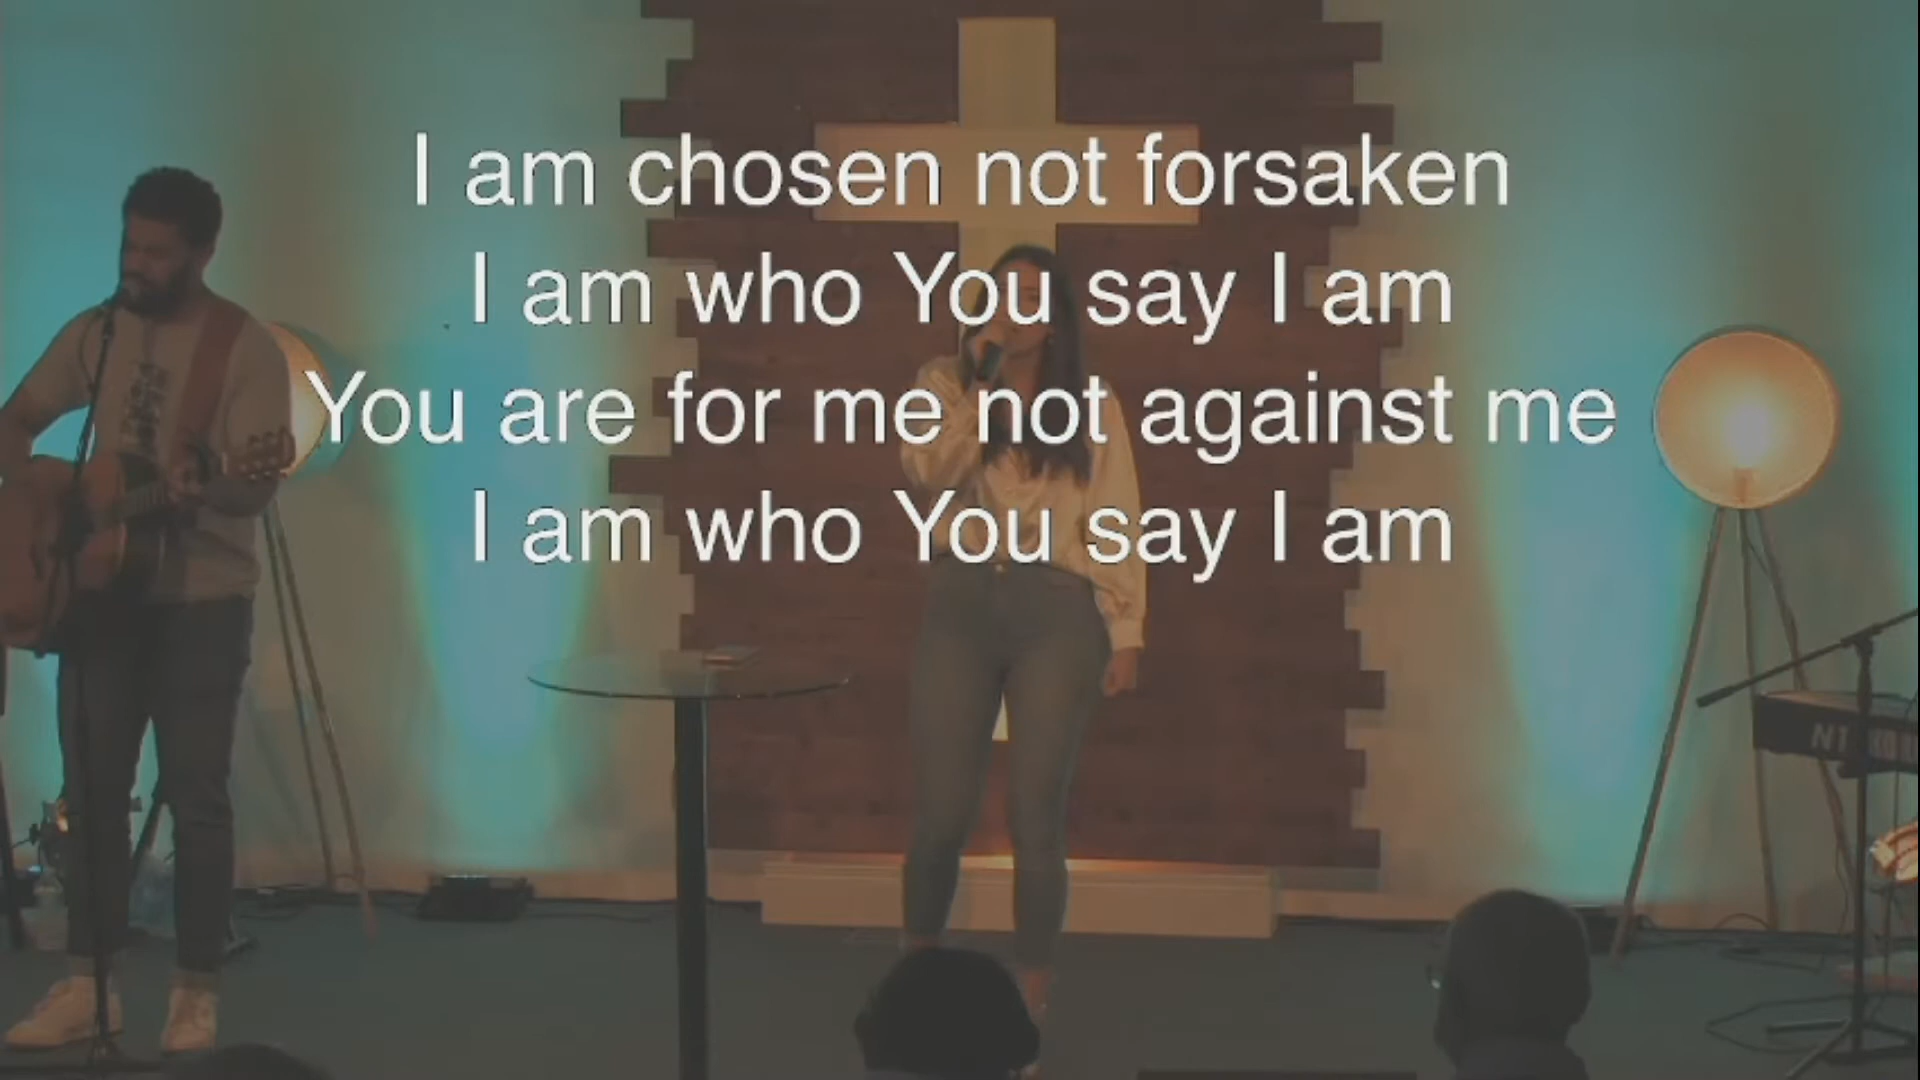 I am chosen not forsaken
I am who You say I am
You are for me not against me
I am who You say I am